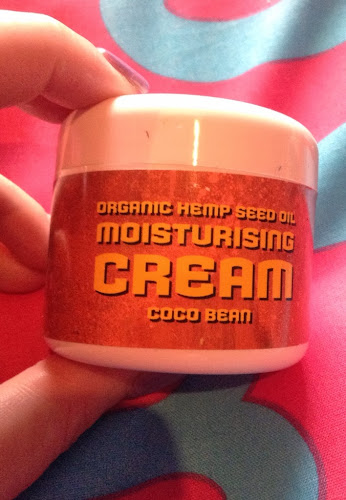 ORGANIC HEMP SEED OIL
MOISTURISING
CREAM
COCO BEAN